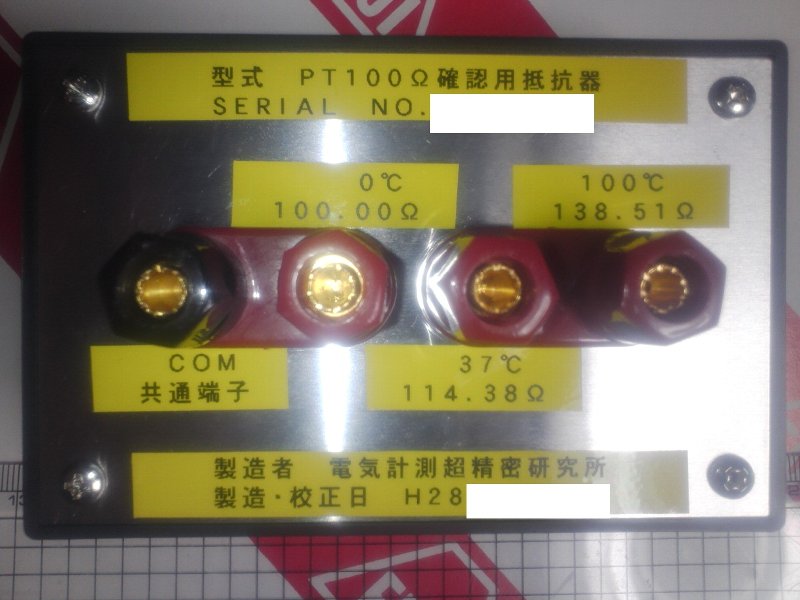 型式 PT100Ω確認用抵抗器
SERIAL NO.
0℃
100.00Ω
100℃
138.51Ω
COM
共通端子
37℃
114.38Ω
製造者 電気計測超精密研究所
製造・校正日 H28